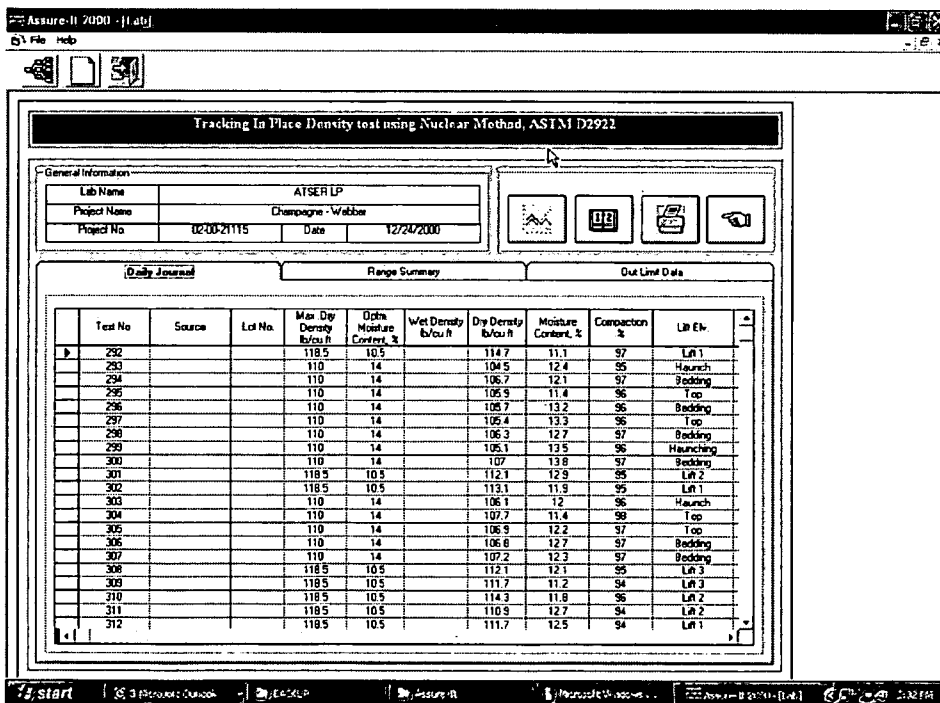 Assure-It 2000 - [Lab]
File Help
Tracking In Place Density test using Nuclear Method, ASTM D2922
General Information
Lab Name ATSER LP
Project Name Champagne - Webber
Project No. 02-00-21115 Date 12/24/2000
Daily Journal Range Summary Out Limit Data
Test No Source Lot No. Max. Dry Density lb/cu ft Optm Moisture Content, % Wet Density lb/cu ft Dry Density lb/cu ft Moisture Content, % Compaction % Lift Elv.
292 118.5 10.5 114.7 11.1 97 Lift 1
293 110 14 104.5 12.4 95 Haunch
294 110 14 106.7 12.1 97 Bedding
295 110 14 105.9 11.4 96 Top
296 110 14 105.7 13.2 96 Bedding
297 110 14 105.4 13.3 96 Top
298 110 14 106.3 12.7 97 Bedding
299 110 14 105.1 13.5 96 Haunching
300 110 14 107 13.8 97 Bedding
301 118.5 10.5 112.1 12.9 95 Lift 2
302 118.5 10.5 113.1 11.9 95 Lift 1
303 110 14 106.1 12 96 Haunch
304 110 14 107.7 11.4 98 Top
305 110 14 106.9 12.2 97 Top
306 110 14 106.8 12.7 97 Bedding
307 110 14 107.2 12.3 97 Bedding
308 118.5 10.5 112.1 12.1 95 Lift 3
309 118.5 10.5 111.7 11.2 94 Lift 3
310 118.5 10.5 114.3 11.8 96 Lift 2
311 118.5 10.5 110.9 12.7 94 Lift 2
312 118.5 10.5 111.7 12.5 94 Lift 1
start 3 Microsoft Outlook BACKUP Assure-It Microsoft Windows ... Assure-It 2000 - [Lab]